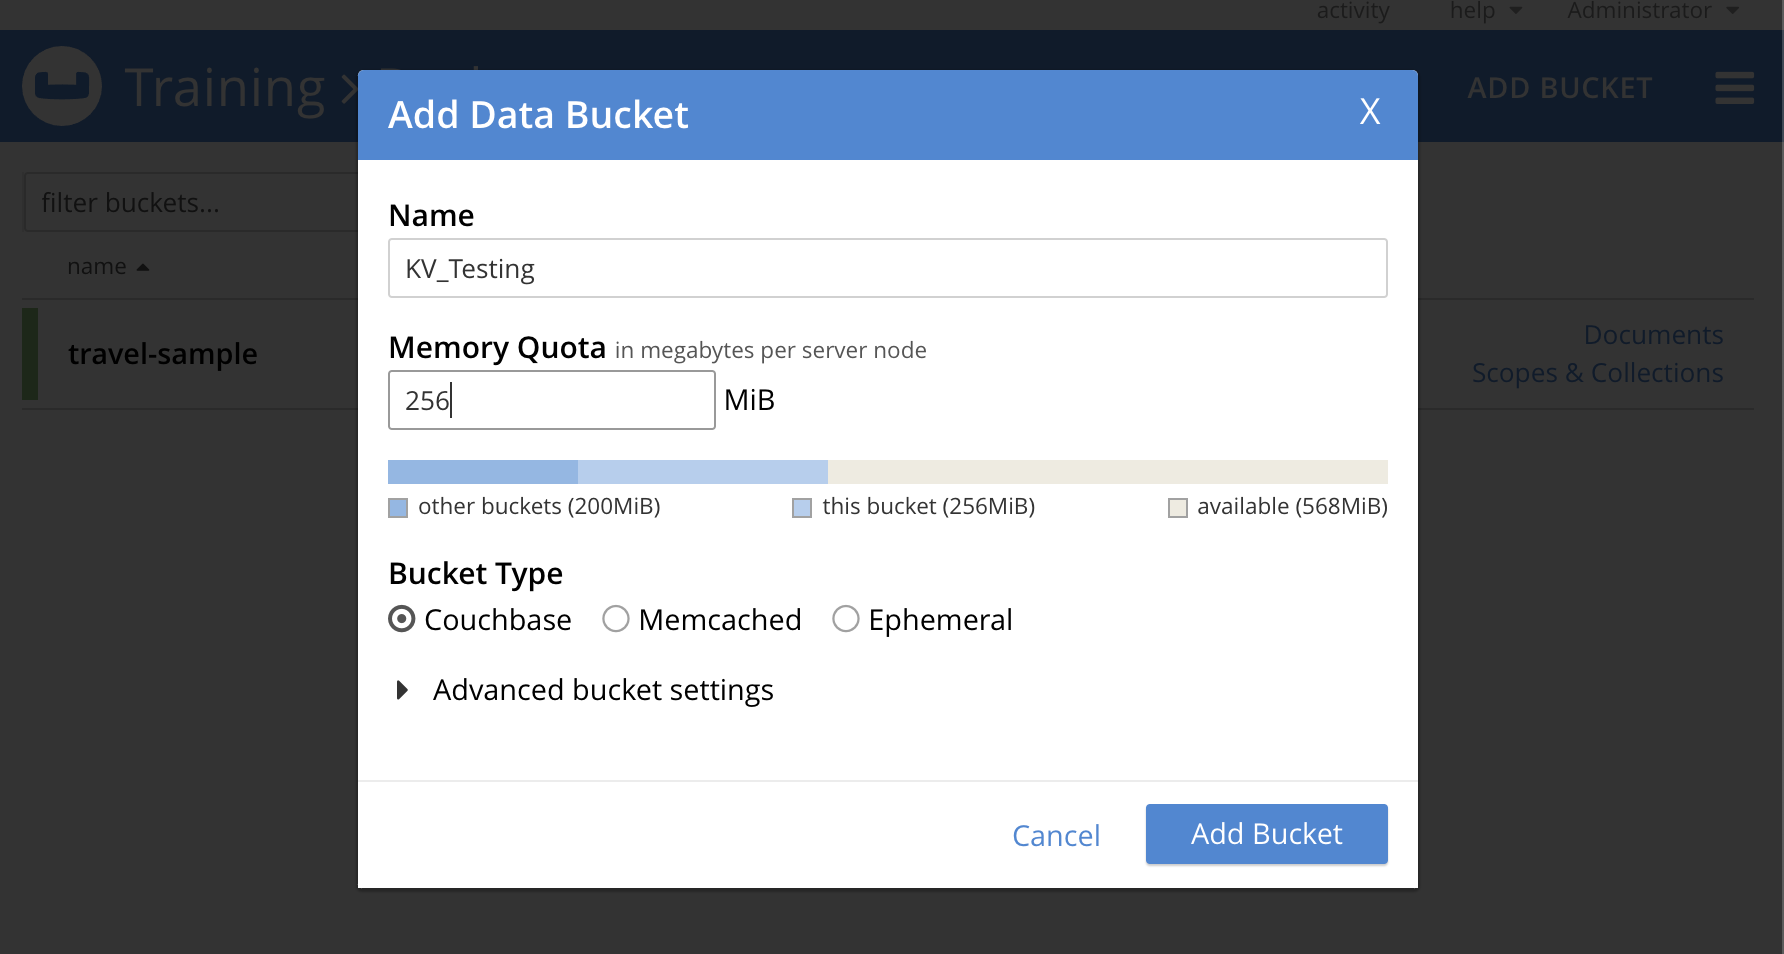 activity help Administrator
Training >
ADD BUCKET
Add Data Bucket X
filter buckets...
name
travel-sample
Documents
Scopes & Collections
Name
KV_Testing
Memory Quota in megabytes per server node
256 MiB
other buckets (200MiB) this bucket (256MiB) available (568MiB)
Bucket Type
Couchbase Memcached Ephemeral
Advanced bucket settings
Cancel Add Bucket